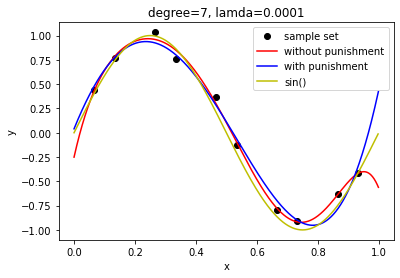 degree=7, lamda=0.0001
sample set
without punishment
with punishment
sin()
1.00
0.75
0.50
0.25
0.00
−0.25
−0.50
−0.75
−1.00
y
0.0
0.2
0.4
0.6
0.8
1.0
x